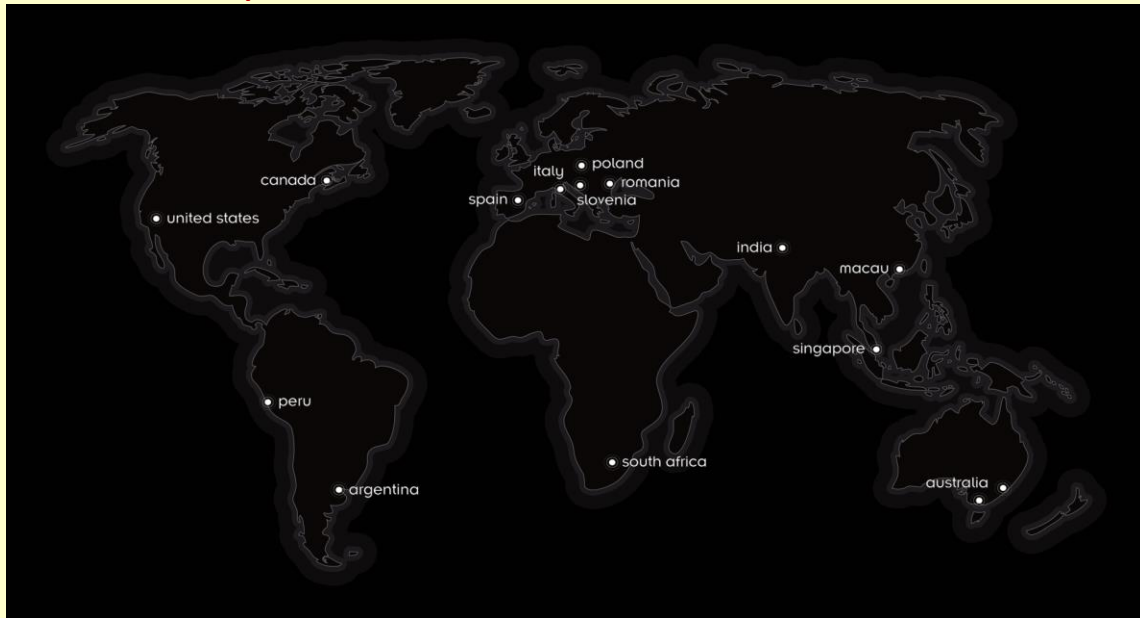 poland
italy
canada
romania
spain
slovenia
united states
india
macau
singapore
peru
south africa
australia
argentina